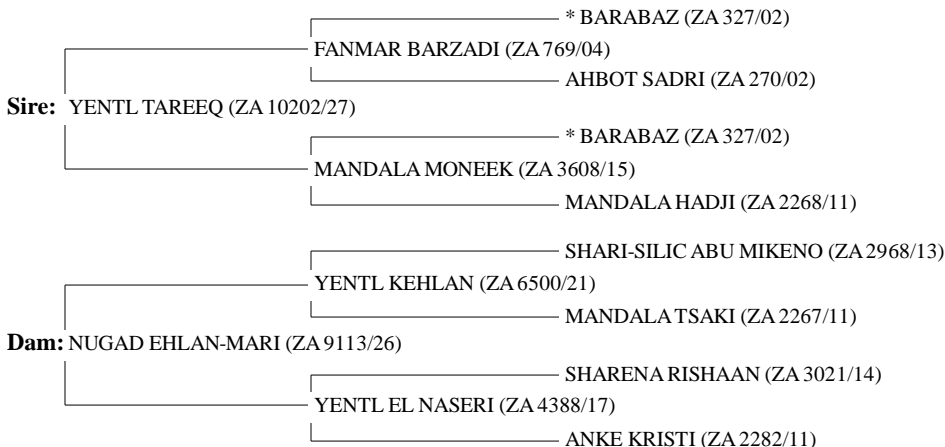 * BARABAZ (ZA 327/02)
FANMAR BARZADI (ZA 769/04)
AHBOT SADRI (ZA 270/02)
Sire: YENTL TAREEQ (ZA 10202/27)
* BARABAZ (ZA 327/02)
MANDALA MONEEK (ZA 3608/15)
MANDALA HADJI (ZA 2268/11)
SHARI-SILIC ABU MIKENO (ZA 2968/13)
YENTL KEHLAN (ZA 6500/21)
MANDALA TSAKI (ZA 2267/11)
Dam: NUGAD EHLAN-MARI (ZA 9113/26)
SHARENA RISHAAN (ZA 3021/14)
YENTL EL NASERI (ZA 4388/17)
ANKE KRISTI (ZA 2282/11)